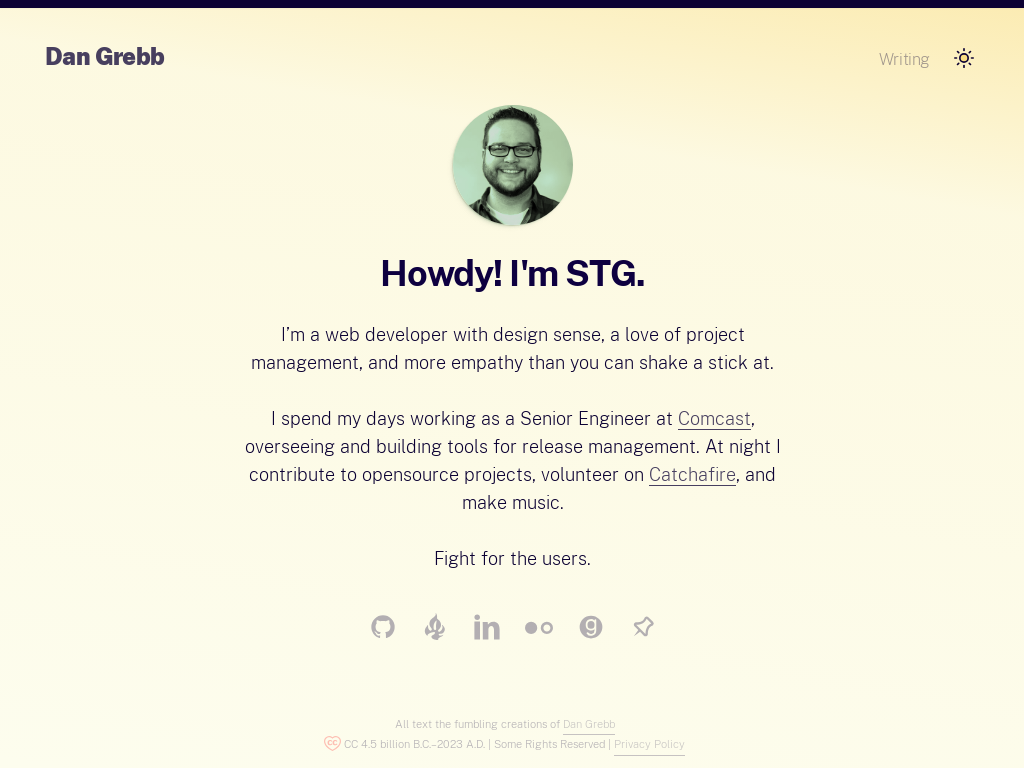 Dan Grebb
Writing
Howdy! I'm STG.
I’m a web developer with design sense, a love of project
management, and more empathy than you can shake a stick at.
I spend my days working as a Senior Engineer at Comcast,
overseeing and building tools for release management. At night I
contribute to opensource projects, volunteer on Catchafire, and
make music.
Fight for the users.
All text the fumbling creations of Dan Grebb
CC 4.5 billion B.C.–2023 A.D. | Some Rights Reserved | Privacy Policy